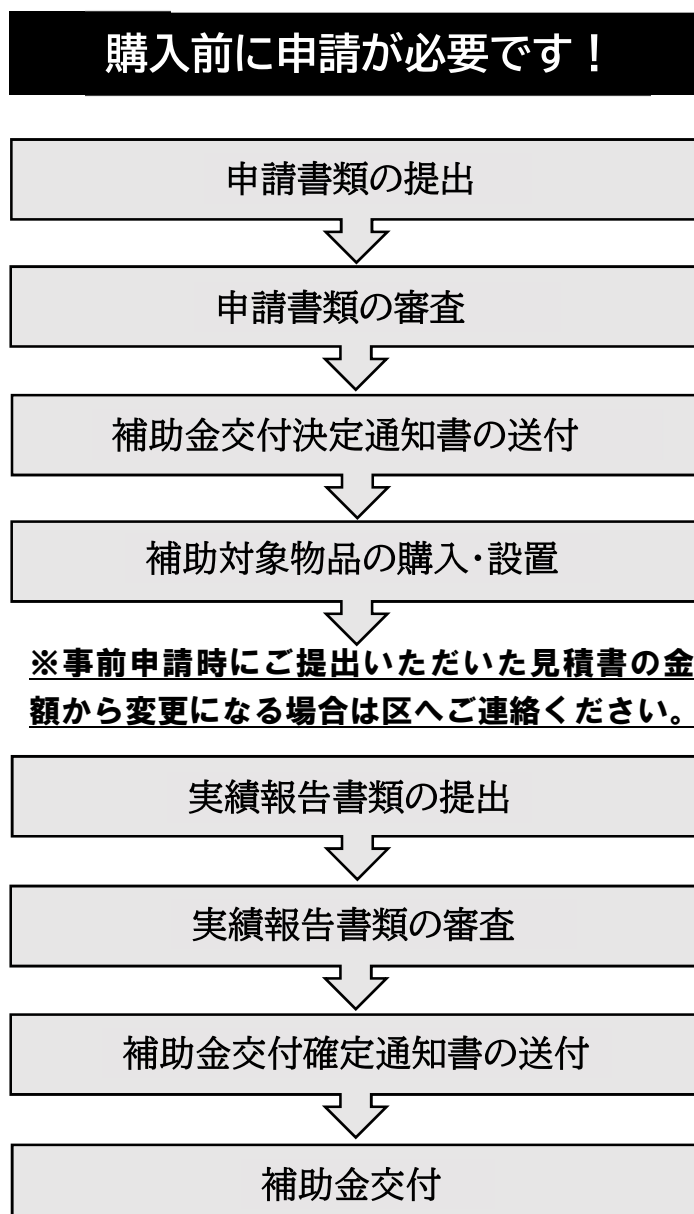 購入前に申請が必要です！
申請書類の提出
申請書類の審査
補助金交付決定通知書の送付
補助対象物品の購入・設置
※事前申請時にご提出いただいた見積書の金
額から変更になる場合は区へご連絡ください。
実績報告書類の提出
実績報告書類の審査
補助金交付確定通知書の送付
補助金交付